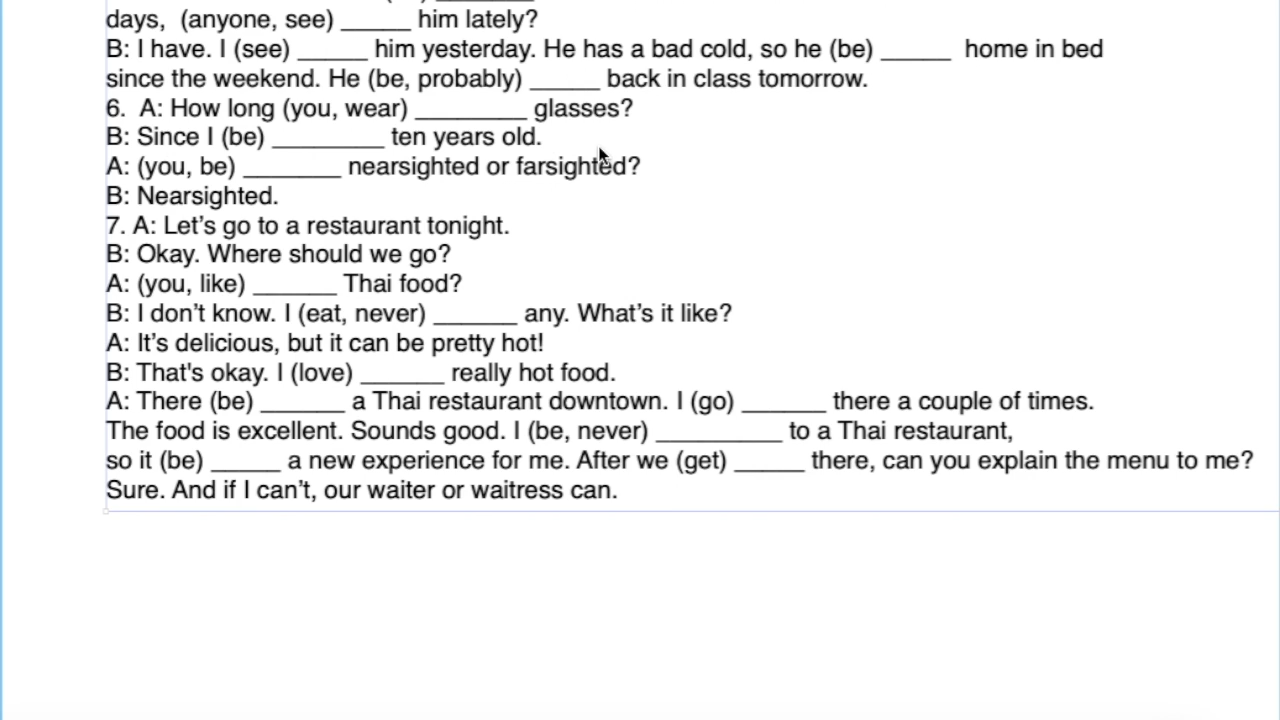 days,  (anyone, see) _____ him lately?
B: I have. I (see) _____ him yesterday. He has a bad cold, so he (be) _____  home in bed
since the weekend. He (be, probably) _____ back in class tomorrow.
6.  A: How long (you, wear) ________ glasses?
B: Since I (be) ________ ten years old.
A: (you, be) _______ nearsighted or farsighted?
B: Nearsighted.
7. A: Let’s go to a restaurant tonight.
B: Okay. Where should we go?
A: (you, like) ______ Thai food?
B: I don’t know. I (eat, never) ______ any. What’s it like?
A: It’s delicious, but it can be pretty hot!
B: That's okay. I (love) ______ really hot food.
A: There (be) ______ a Thai restaurant downtown. I (go) ______ there a couple of times.
The food is excellent. Sounds good. I (be, never) _________ to a Thai restaurant,
so it (be) _____ a new experience for me. After we (get) _____ there, can you explain the menu to me?
Sure. And if I can’t, our waiter or waitress can.